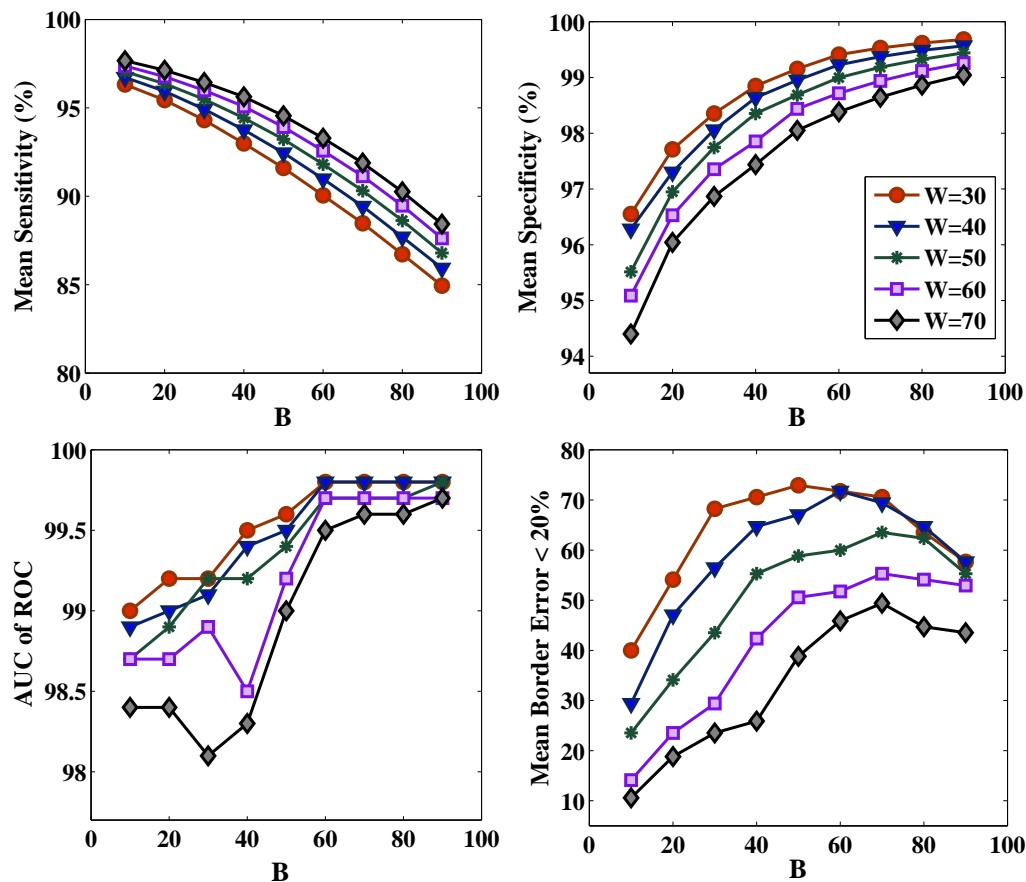 100
95
90
85
80
Mean Sensitivity (%)
0 20 40 60 80 100
B
100
99
98
97
96
95
94
Mean Specificity (%)
W=30
W=40
W=50
W=60
W=70
0 20 40 60 80 100
B
100
99.5
99
98.5
98
AUC of ROC
0 20 40 60 80 100
B
80
70
60
50
40
30
20
10
Mean Border Error < 20%
0 20 40 60 80 100
B